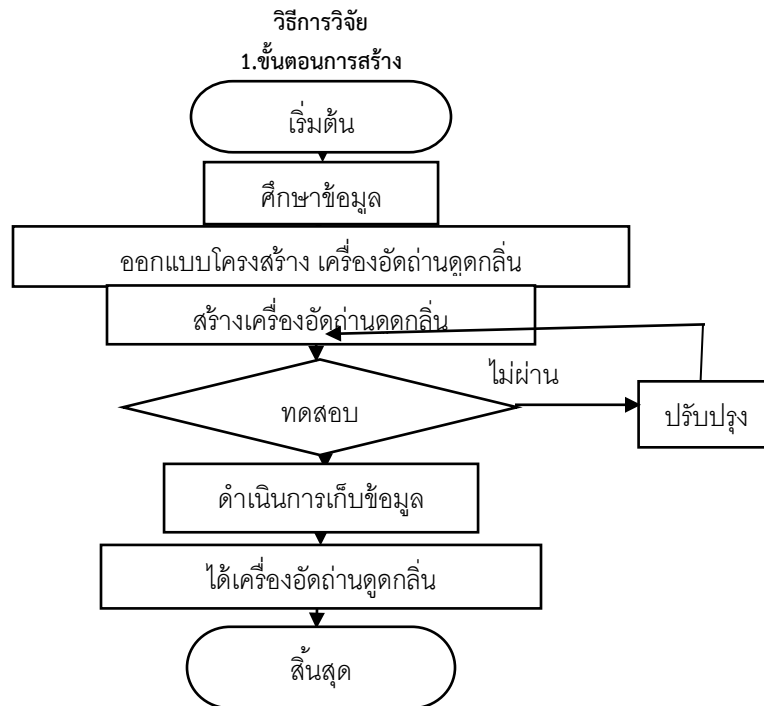 วิธีการวิจัย
1.ขั้นตอนการสร้าง
เริ่มต้น
ศึกษาข้อมูล
ออกแบบโครงสร้าง เครื่องอัดถ่านดูดกลิ่น
สร้างเครื่องอัดถ่านดดกลิ่น
ไม่ผ่าน
ทดสอบ
ปรับปรุง
ดำเนินการเก็บข้อมูล
ได้เครื่องอัดถ่านดูดกลิ่น
สิ้นสุด